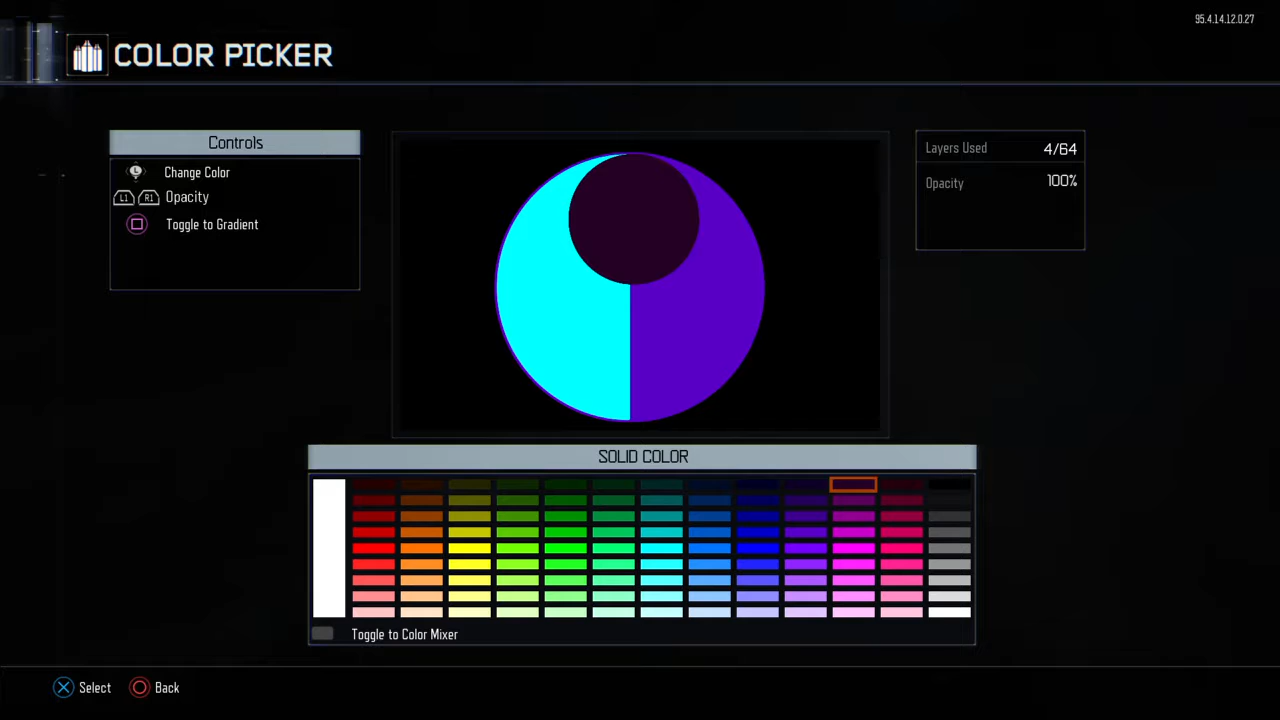 95.4.14.12.0.27
COLOR PICKER
Controls
L Change Color
L1 R1 Opacity
Toggle to Gradient
Layers Used 4/64
Opacity 100%
SOLID COLOR
Toggle to Color Mixer
Select Back